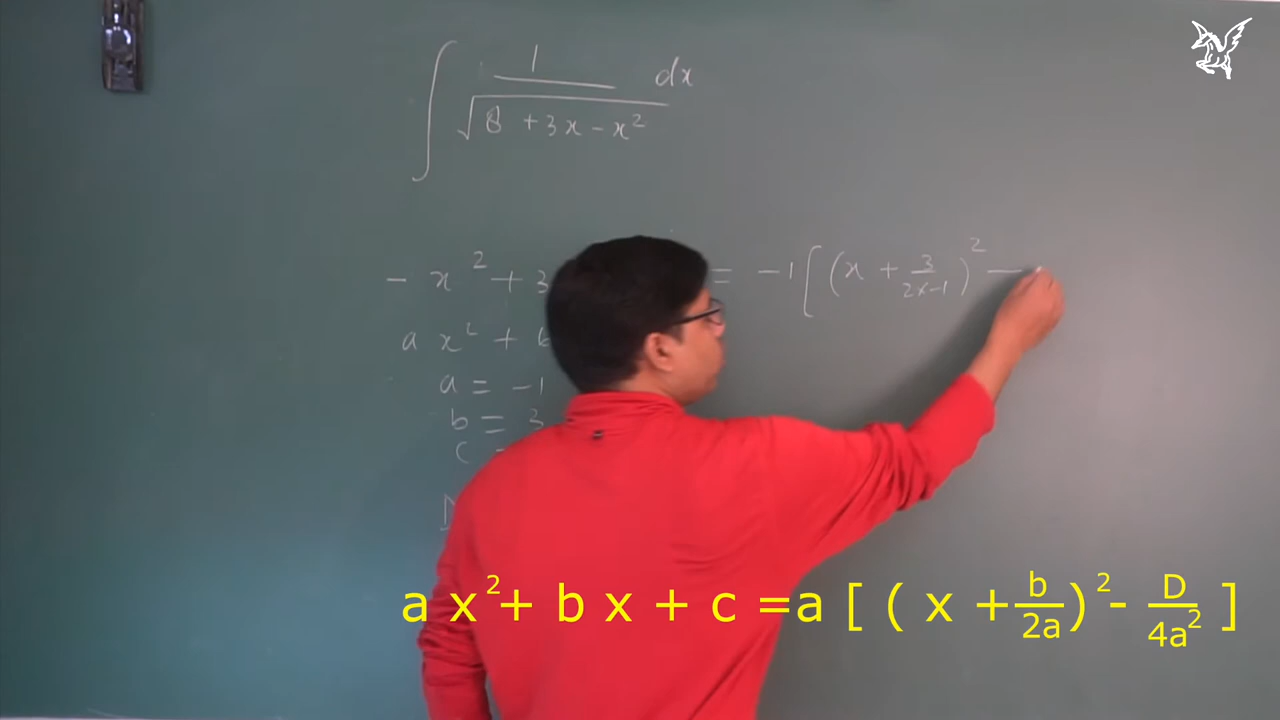 ∫ 1/√(8 + 3x − x²) dx
− x² + 3 = −1[(x + 3/(2×−1))² −
a x² + b
a = −1
b = 3
c =
D
a x² + b x + c = a [ ( x + b/2a )² - D/4a² ]